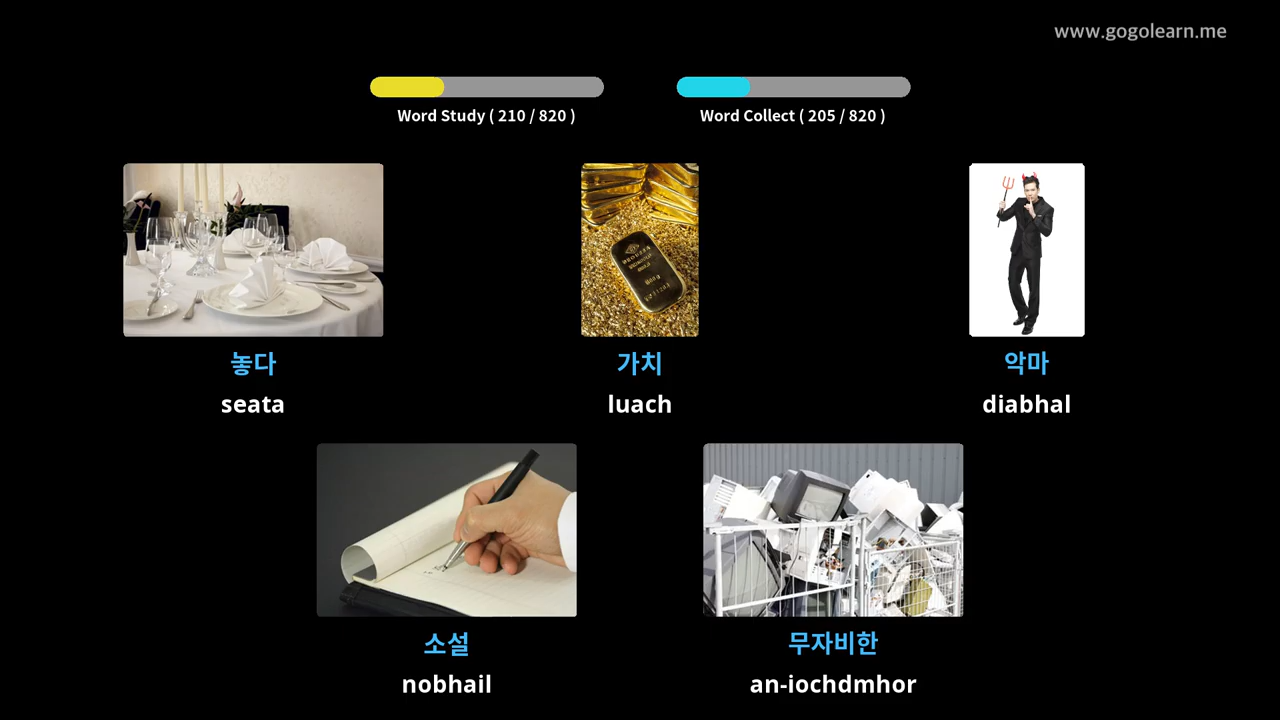 www.gogolearn.me
Word Study ( 210 / 820 )
Word Collect ( 205 / 820 )
놓다
seata
가치
luach
악마
diabhal
소설
nobhail
무자비한
an-iochdmhor